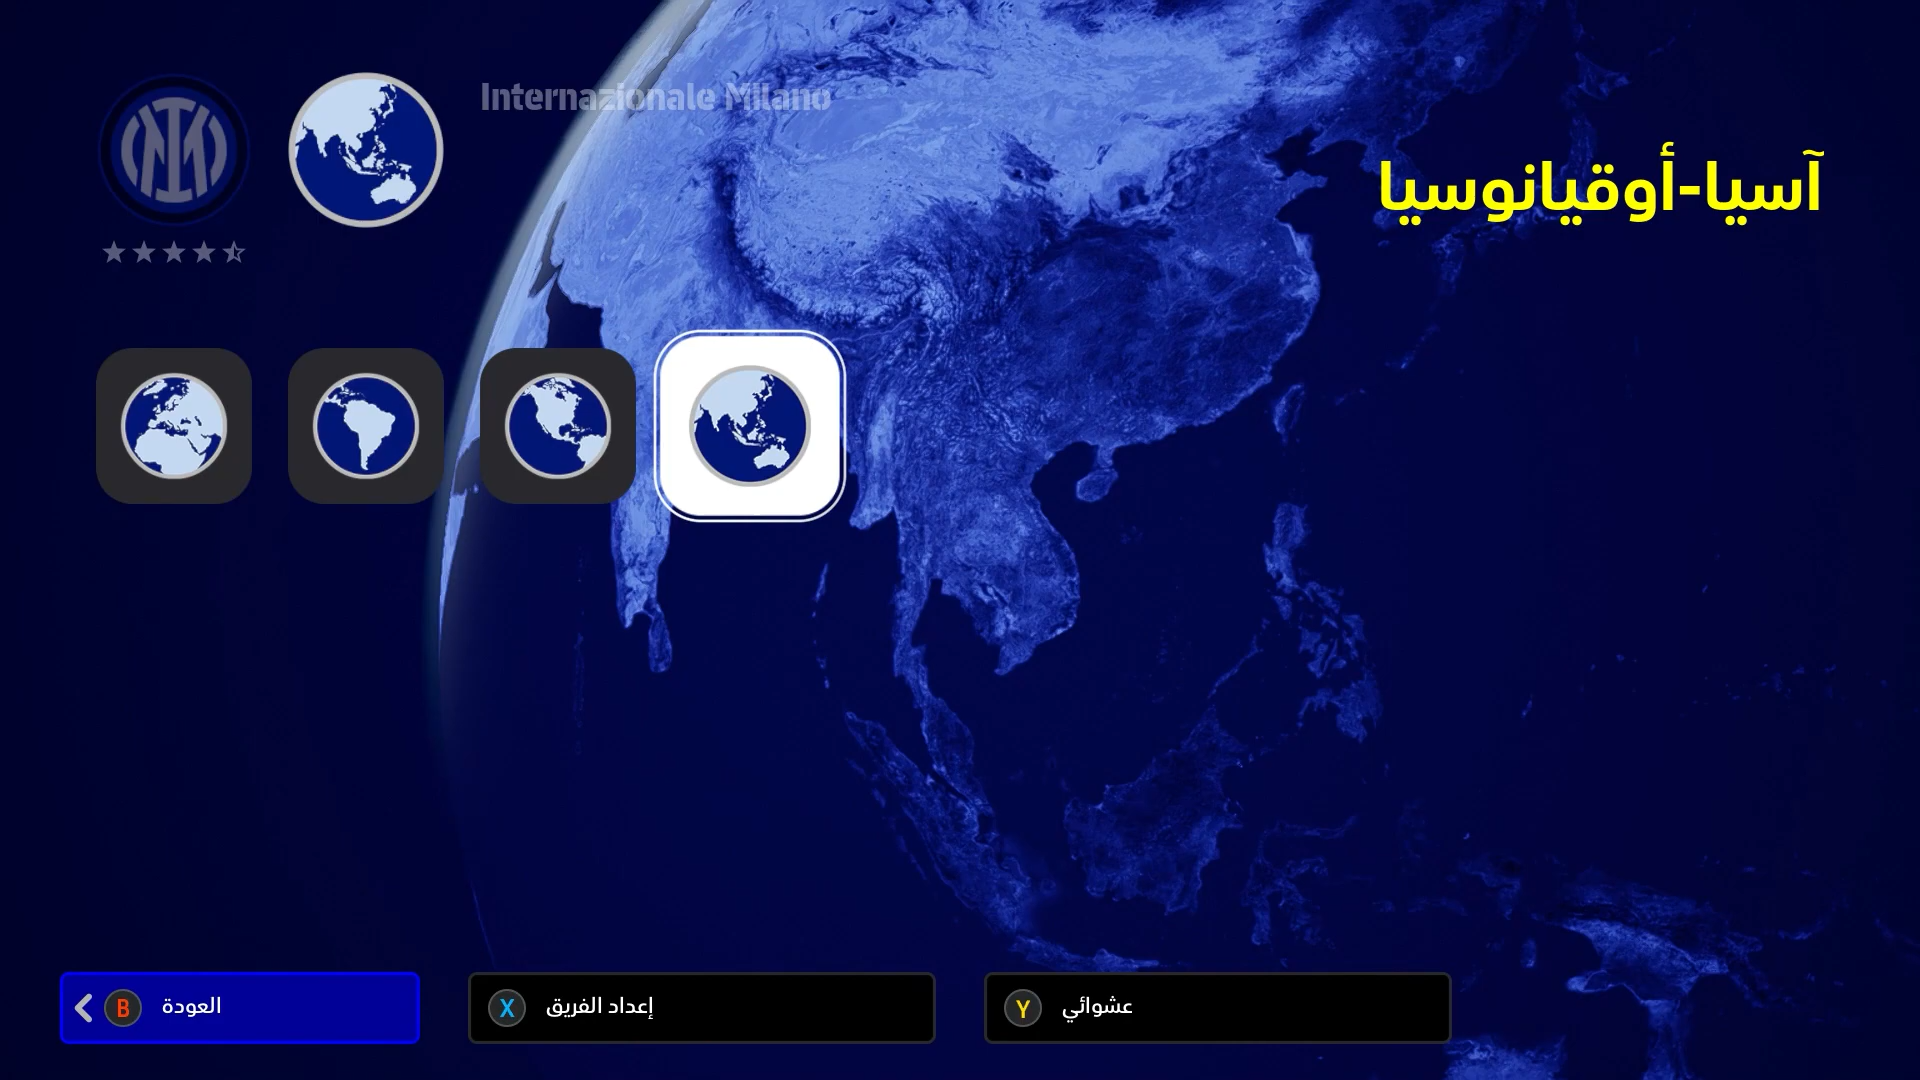 Internazionale Milano
آسيا-أوقيانوسيا
B العودة
X إعداد الفريق
Y عشوائي